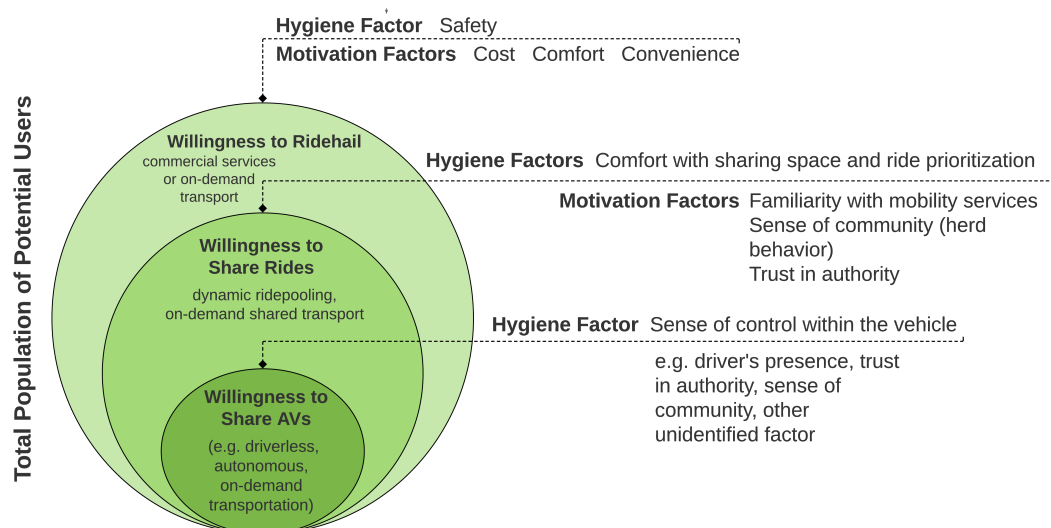 Hygiene Factor Safety
Motivation Factors Cost Comfort Convenience
Total Population of Potential Users
Willingness to Ridehail
commercial services
or on-demand
transport
Hygiene Factors Comfort with sharing space and ride prioritization
Motivation Factors Familiarity with mobility services
Sense of community (herd
behavior)
Trust in authority
Willingness to
Share Rides
dynamic ridepooling,
on-demand shared transport
Hygiene Factor Sense of control within the vehicle
e.g. driver's presence, trust
in authority, sense of
community, other
unidentified factor
Willingness to
Share AVs
(e.g. driverless,
autonomous,
on-demand
transportation)